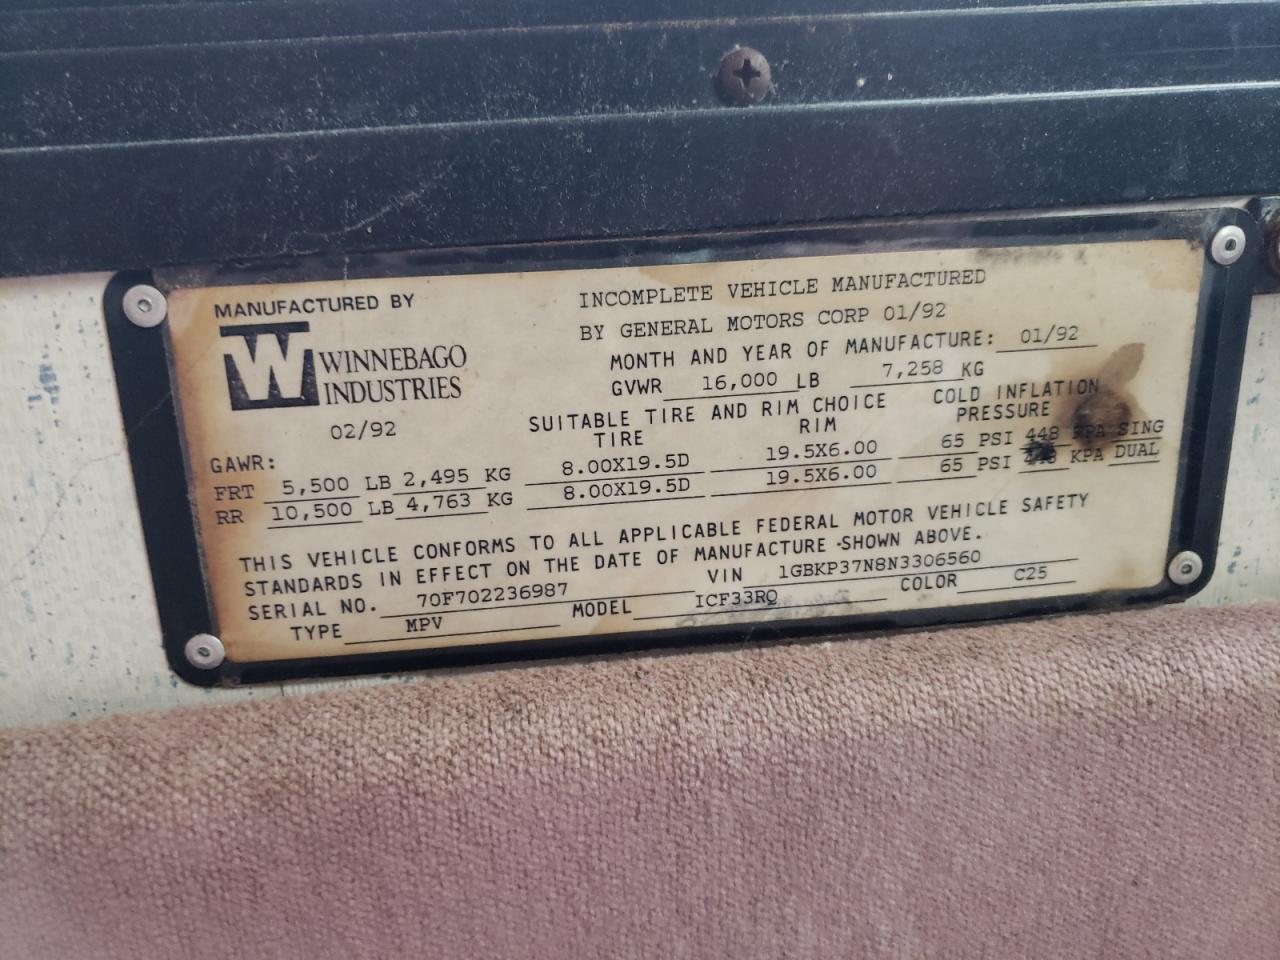 MANUFACTURED BY
W WINNEBAGO
INDUSTRIES
02/92
INCOMPLETE VEHICLE MANUFACTURED
BY GENERAL MOTORS CORP 01/92
MONTH AND YEAR OF MANUFACTURE: 01/92
GVWR 16,000 LB 7,258 KG
SUITABLE TIRE AND RIM CHOICE
TIRE RIM
COLD INFLATION
PRESSURE
GAWR:
FRT 5,500 LB 2,495 KG 8.00X19.5D 19.5X6.00 65 PSI 448 KPA SING
RR 10,500 LB 4,763 KG 8.00X19.5D 19.5X6.00 65 PSI 448 KPA DUAL
THIS VEHICLE CONFORMS TO ALL APPLICABLE FEDERAL MOTOR VEHICLE SAFETY
STANDARDS IN EFFECT ON THE DATE OF MANUFACTURE SHOWN ABOVE.
SERIAL NO. 70F702236987 VIN 1GBKP37N8N3306560
TYPE MPV MODEL ICF33RQ COLOR C25